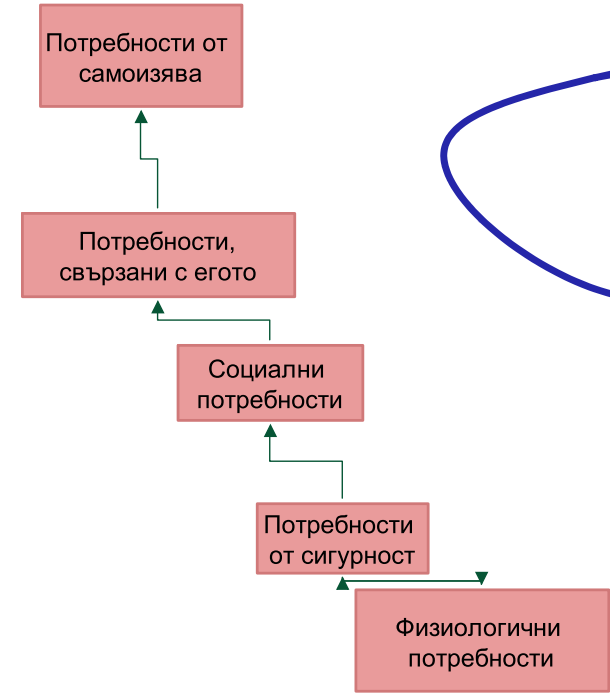 Потребности от
самоизява
Потребности,
свързани с егото
Социални
потребности
Потребности
от сигурност
Физиологични
потребности